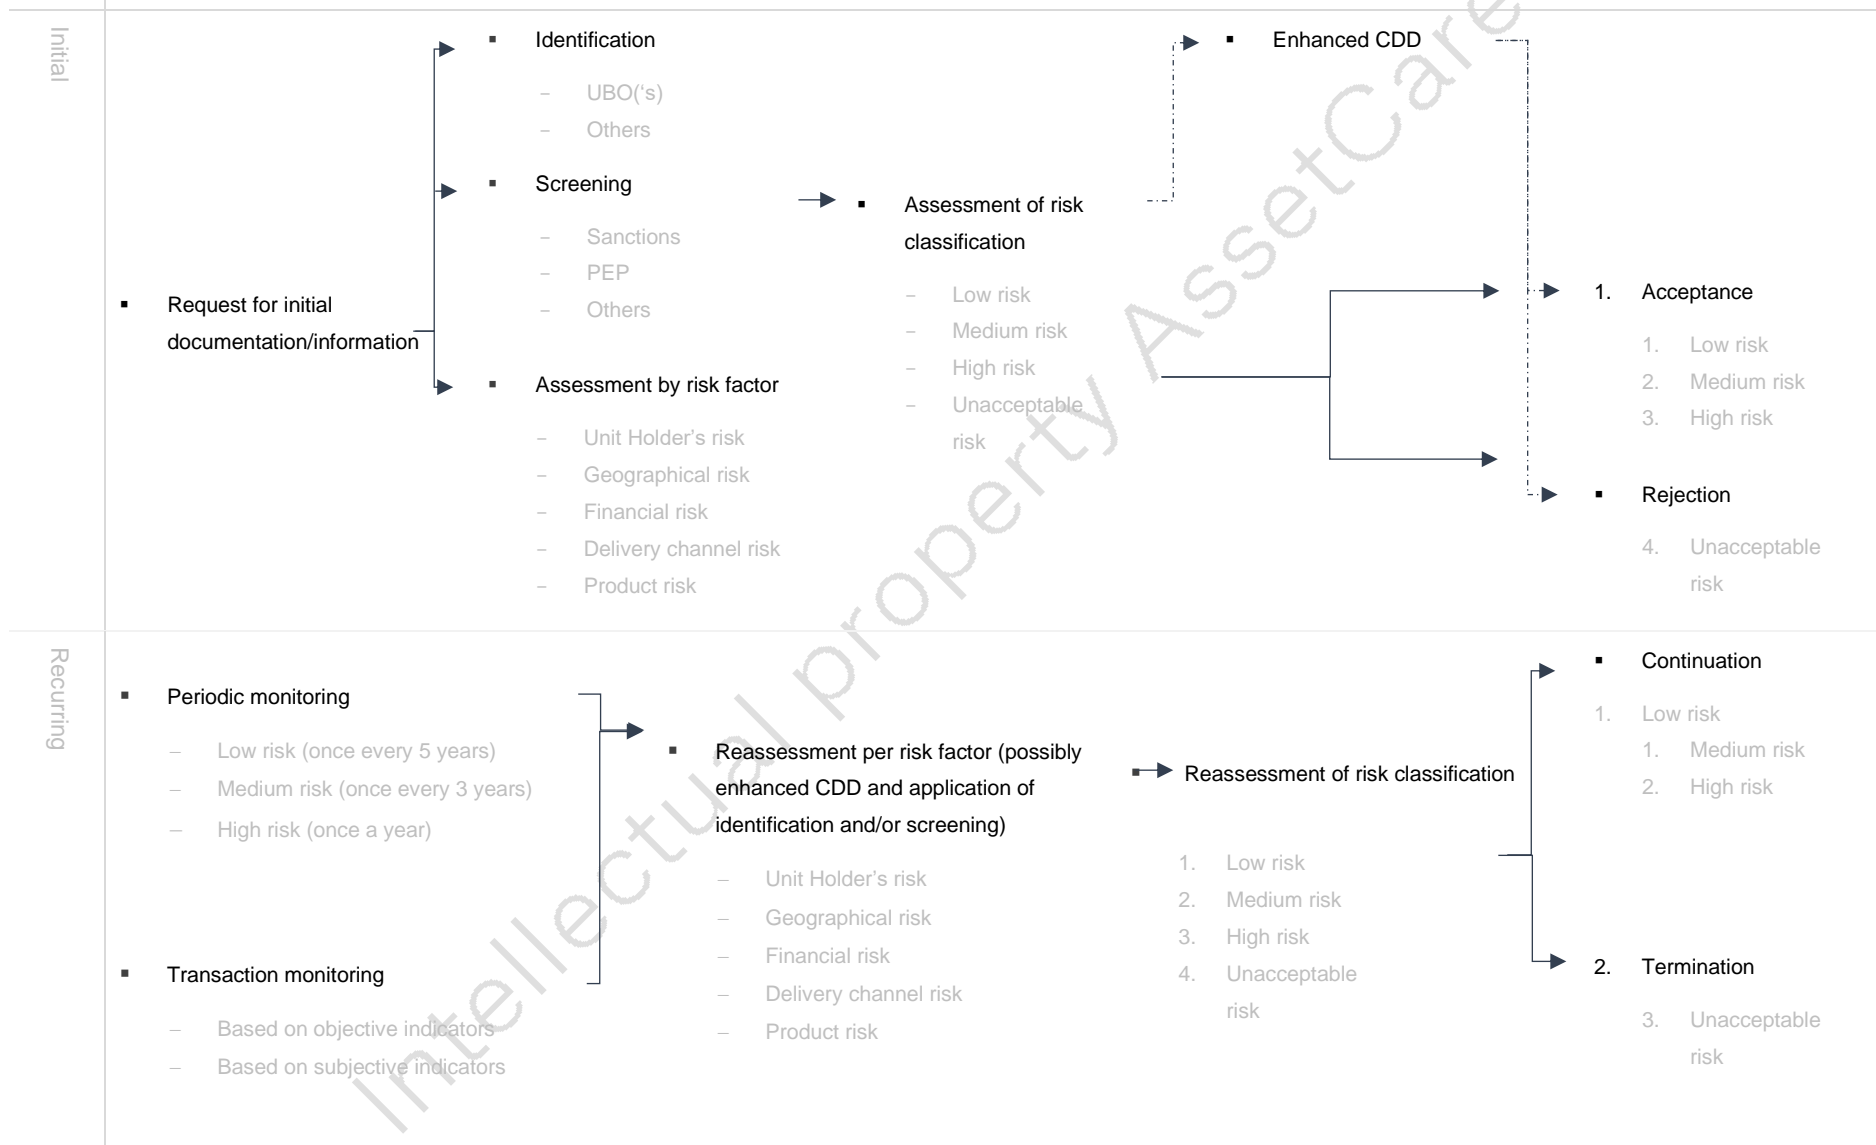 Initial
▪ Request for initial
documentation/information
▪ Identification
– UBO(‘s)
– Others
▪ Screening
– Sanctions
– PEP
– Others
▪ Assessment by risk factor
– Unit Holder’s risk
– Geographical risk
– Financial risk
– Delivery channel risk
– Product risk
▪ Assessment of risk
classification
– Low risk
– Medium risk
– High risk
– Unacceptable
risk
▪ Enhanced CDD
1. Acceptance
1. Low risk
2. Medium risk
3. High risk
▪ Rejection
4. Unacceptable
risk
Recurring
▪ Periodic monitoring
– Low risk (once every 5 years)
– Medium risk (once every 3 years)
– High risk (once a year)
▪ Transaction monitoring
– Based on objective indicators
– Based on subjective indicators
▪ Reassessment per risk factor (possibly
enhanced CDD and application of
identification and/or screening)
– Unit Holder’s risk
– Geographical risk
– Financial risk
– Delivery channel risk
– Product risk
▪ Reassessment of risk classification
1. Low risk
2. Medium risk
3. High risk
4. Unacceptable
risk
▪ Continuation
1. Low risk
1. Medium risk
2. High risk
2. Termination
3. Unacceptable
risk
Intellectual property AssetCare